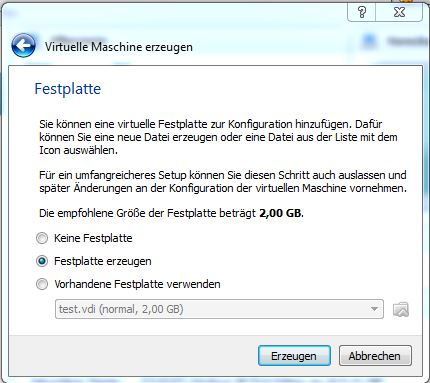 ?
Virtuelle Maschine erzeugen
Festplatte
Sie können eine virtuelle Festplatte zur Konfiguration hinzufügen. Dafür
können Sie eine neue Datei erzeugen oder eine Datei aus der Liste mit dem
Icon auswählen.
Für ein umfangreicheres Setup können Sie diesen Schritt auch auslassen und
später Änderungen an der Konfiguration der virtuellen Maschine vornehmen.
Die empfohlene Größe der Festplatte beträgt 2,00 GB.
Keine Festplatte
Festplatte erzeugen
Vorhandene Festplatte verwenden
test.vdi (normal, 2,00 GB)
Erzeugen
Abbrechen